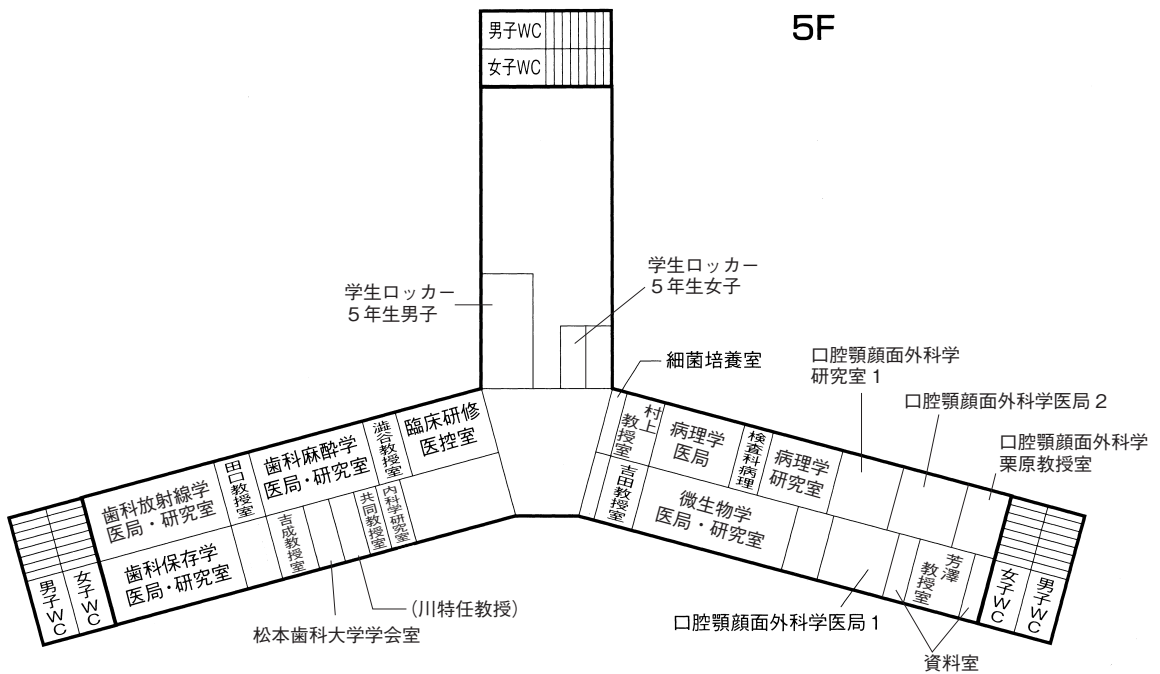 5F
男子WC
女子WC
学生ロッカー
５年生男子
学生ロッカー
５年生女子
細菌培養室
口腔顎顔面外科学
研究室１
口腔顎顔面外科学医局２
口腔顎顔面外科学
栗原教授室
歯科放射線学
医局・研究室
田口教授室
歯科麻酔学
医局・研究室
澁谷教授室
臨床研修
医控室
男子WC
女子WC
歯科保存学
医局・研究室
吉成教授室
共同教授室
内科学研究室
(川特任教授)
松本歯科大学学会室
村上
教授室
病理学
医局
検査科病理
病理学
研究室
吉田教授室
微生物学
医局・研究室
芳澤
教授室
女子WC
男子WC
口腔顎顔面外科学医局１
資料室